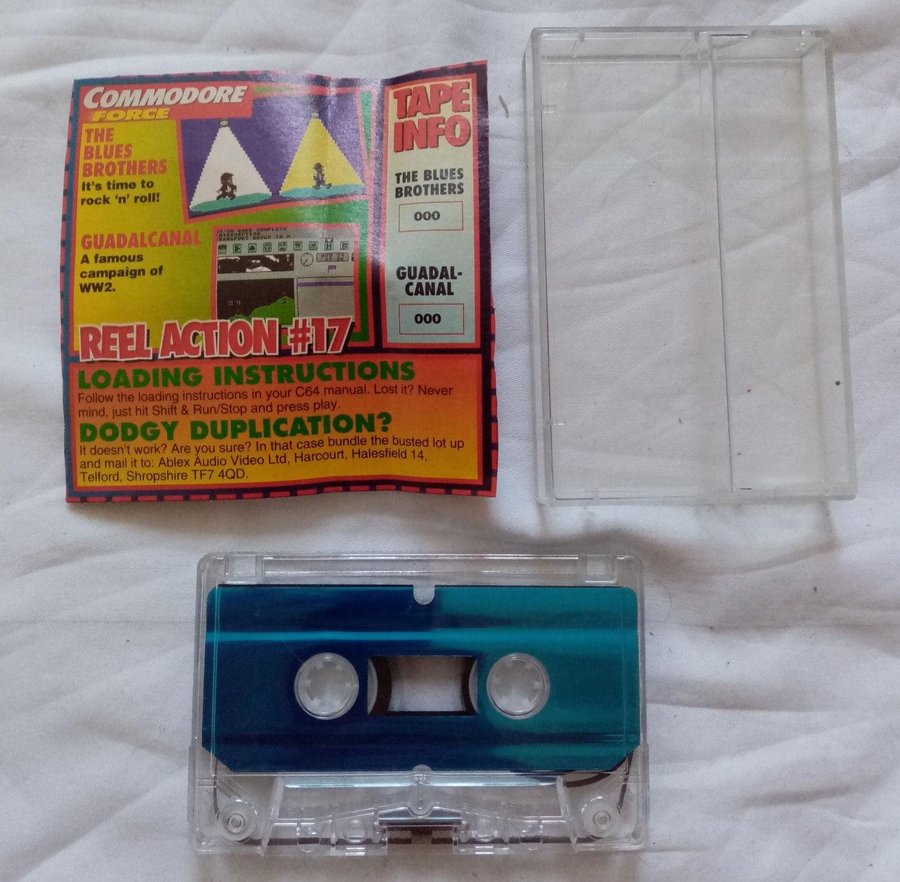 COMMODORE
FORCE
THE
BLUES
BROTHERS
It's time to
rock 'n' roll!
GUADALCANAL
A famous
campaign of
WW2.
REEL ACTION #17
TAPE
INFO
THE BLUES
BROTHERS
000
GUADAL-
CANAL
000
LOADING INSTRUCTIONS
Follow the loading instructions in your C64 manual. Lost it? Never
mind, just hit Shift & Run/Stop and press play.
DODGY DUPLICATION?
It doesn't work? Are you sure? In that case bundle the busted lot up
and mail it to: Ablex Audio Video Ltd, Harcourt, Halesfield 14,
Telford, Shropshire TF7 4QD.